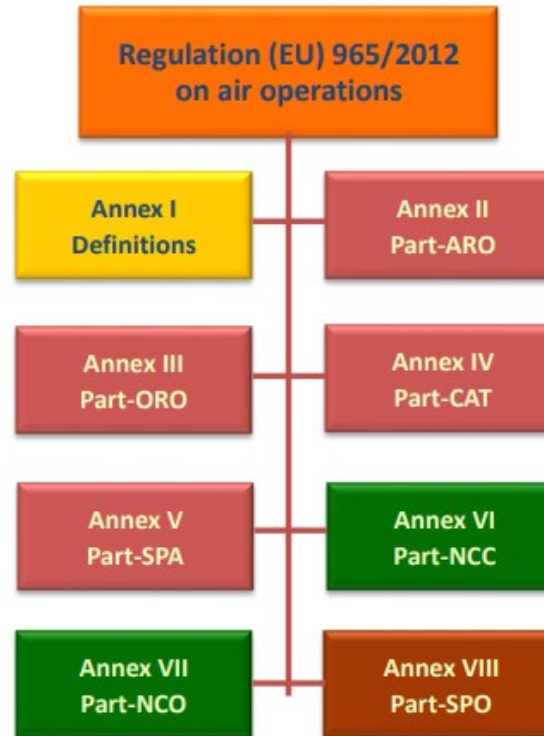 Regulation (EU) 965/2012
on air operations
Annex I
Definitions
Annex II
Part-ARO
Annex III
Part-ORO
Annex IV
Part-CAT
Annex V
Part-SPA
Annex VI
Part-NCC
Annex VII
Part-NCO
Annex VIII
Part-SPO